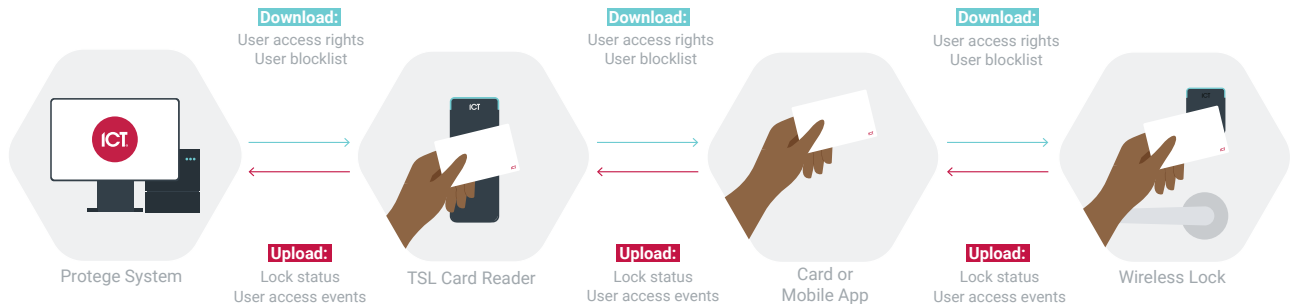 Download:
User access rights
User blocklist
Download:
User access rights
User blocklist
Download:
User access rights
User blocklist
ICT
ICT
Upload:
Lock status
User access events
Upload:
Lock status
User access events
Upload:
Lock status
User access events
Protege System
TSL Card Reader
Card or
Mobile App
Wireless Lock